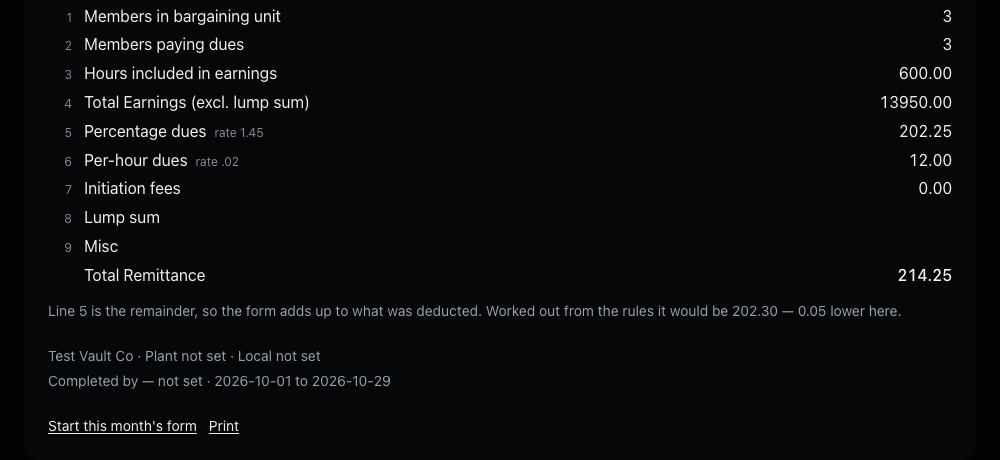 1 Members in bargaining unit 3
2 Members paying dues 3
3 Hours included in earnings 600.00
4 Total Earnings (excl. lump sum) 13950.00
5 Percentage dues rate 1.45 202.25
6 Per-hour dues rate .02 12.00
7 Initiation fees 0.00
8 Lump sum
9 Misc
Total Remittance 214.25
Line 5 is the remainder, so the form adds up to what was deducted. Worked out from the rules it would be 202.30 — 0.05 lower here.
Test Vault Co · Plant not set · Local not set
Completed by — not set · 2026-10-01 to 2026-10-29
Start this month's form Print